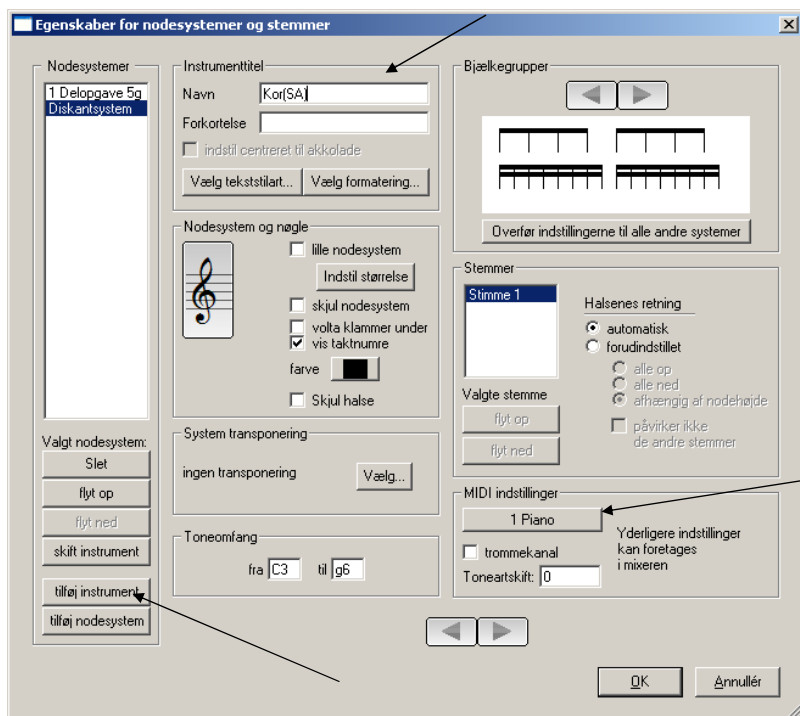 Egenskaber for nodesystemer og stemmer
Nodesystemer
1 Delopgave 5g
Diskantsystem
Valgt nodesystem:
Slet
flyt op
flyt ned
skift instrument
tilføj instrument
tilføj nodesystem
Instrumenttitel
Navn
Kor(SA)
Forkortelse
indstil centreret til akkolade
Vælg tekststilart...
Vælg formatering...
Nodesystem og nøgle
lille nodesystem
Indstil størrelse
skjul nodesystem
volta klammer under
vis taktnumre
farve
Skjul halse
System transponering
ingen transponering
Vælg...
Toneomfang
fra C3 til g6
Bjælkegrupper
Overfør indstillingerne til alle andre systemer
Stemmer
Stimme 1
Halsenes retning
automatisk
forudindstillet
alle op
alle ned
afhængig af nodehøjde
påvirker ikke
de andre stemmer
Valgte stemme
flyt op
flyt ned
MIDI indstillinger
1 Piano
trommekanal
Toneartskift: 0
Yderligere indstillinger
kan foretages
i mixeren
OK
Annullér